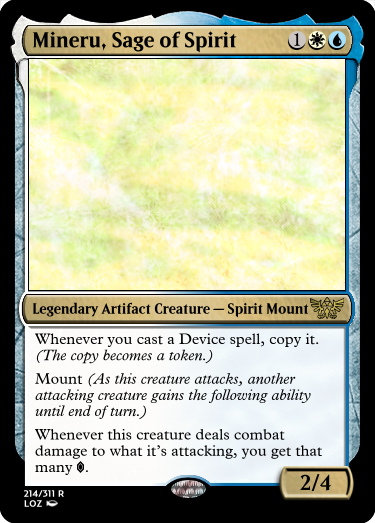 Mineru, Sage of Spirit 1
Legendary Artifact Creature — Spirit Mount
Whenever you cast a Device spell, copy it.
(The copy becomes a token.)
Mount (As this creature attacks, another
attacking creature gains the following ability
until end of turn.)
Whenever this creature deals combat
damage to what it's attacking, you get that
many .
2/4
214/311 R
LOZ